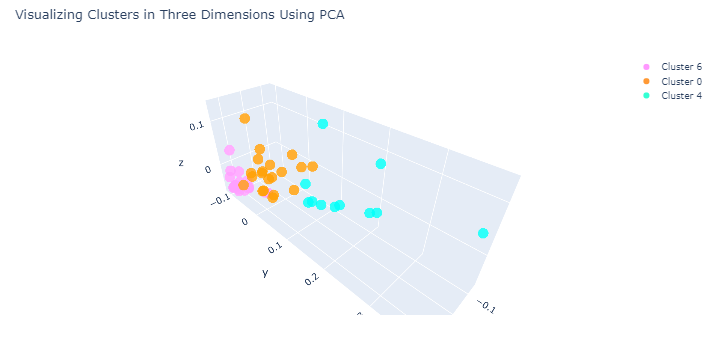 Visualizing Clusters in Three Dimensions Using PCA
Cluster 6
Cluster 0
Cluster 4
0.1
z
0
−0.1
0
0.1
y
0.2
−0.1